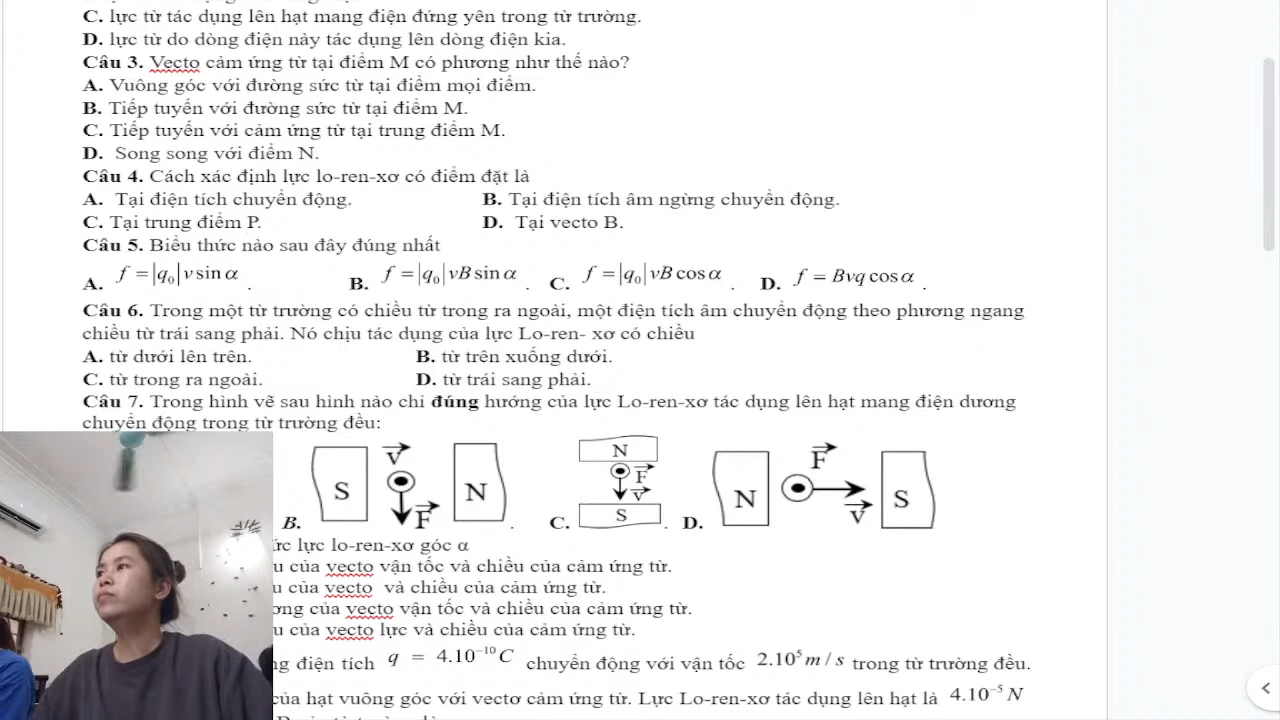 C. lực từ tác dụng lên hạt mang điện đứng yên trong từ trường.
D. lực từ do dòng điện này tác dụng lên dòng điện kia.
Câu 3. Vecto cảm ứng từ tại điểm M có phương như thế nào?
A. Vuông góc với đường sức từ tại điểm mọi điểm.
B. Tiếp tuyến với đường sức từ tại điểm M.
C. Tiếp tuyến với cảm ứng từ tại trung điểm M.
D. Song song với điểm N.
Câu 4. Cách xác định lực lo-ren-xơ có điểm đặt là
A. Tại điện tích chuyển động. B. Tại điện tích âm ngừng chuyển động.
C. Tại trung điểm P. D. Tại vecto B.
Câu 5. Biểu thức nào sau đây đúng nhất
A. f = |q₀| v sin α . B. f = |q₀| vB sin α . C. f = |q₀| vB cos α . D. f = Bvq cos α .
Câu 6. Trong một từ trường có chiều từ trong ra ngoài, một điện tích âm chuyển động theo phương ngang
chiều từ trái sang phải. Nó chịu tác dụng của lực Lo-ren- xơ có chiều
A. từ dưới lên trên. B. từ trên xuống dưới.
C. từ trong ra ngoài. D. từ trái sang phải.
Câu 7. Trong hình vẽ sau hình nào chỉ đúng hướng của lực Lo-ren-xơ tác dụng lên hạt mang điện dương
chuyển động trong từ trường đều:
B. S v F N . C. N F v S . D. N F v S
lực lo-ren-xơ góc α
của vecto vận tốc và chiều của cảm ứng từ.
của vecto và chiều của cảm ứng từ.
của vecto vận tốc và chiều của cảm ứng từ.
của vecto lực và chiều của cảm ứng từ.
điện tích q = 4.10⁻¹⁰ C chuyển động với vận tốc 2.10⁵ m / s trong từ trường đều.
của hạt vuông góc với vectơ cảm ứng từ. Lực Lo-ren-xơ tác dụng lên hạt là 4.10⁻⁵ N